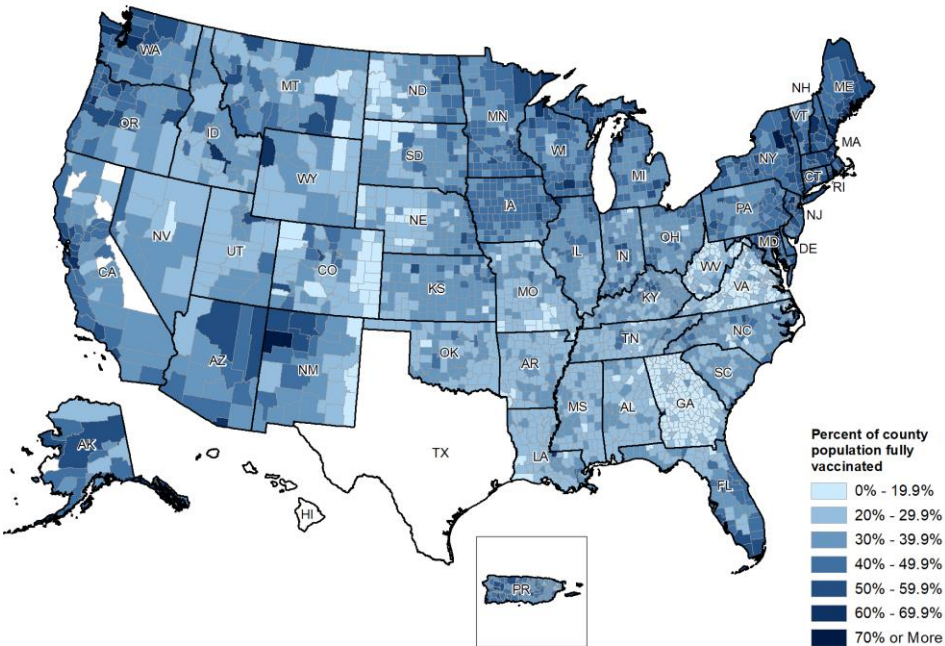 WA
MT
ND
MN
OR
ID
WY
SD
WI
MI
NH
ME
VT
NY
MA
CT
RI
NV
UT
CO
NE
IA
IL
IN
OH
PA
NJ
MD
DE
WV
VA
CA
KS
MO
KY
AZ
NM
OK
AR
TN
NC
SC
MS
AL
GA
AK
TX
LA
FL
HI
PR
Percent of county
population fully
vaccinated
0% - 19.9%
20% - 29.9%
30% - 39.9%
40% - 49.9%
50% - 59.9%
60% - 69.9%
70% or More